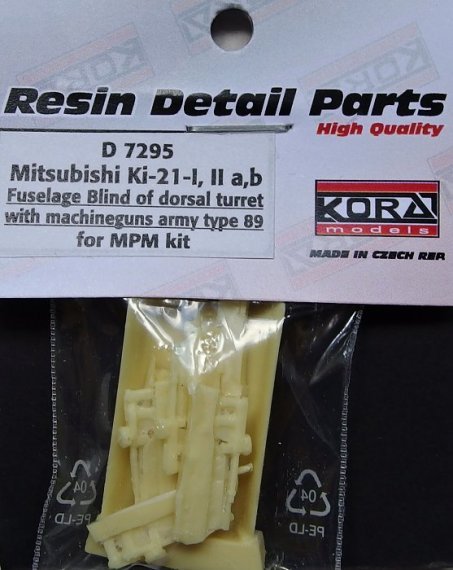 Resin Detail Parts
High Quality
D 7295
Mitsubishi Ki-21-I, II a,b
Fuselage Blind of dorsal turret
with machineguns army type 89
for MPM kit
KORA
models
MADE IN CZECH REP.
04
PE-LD
04
PE-LD